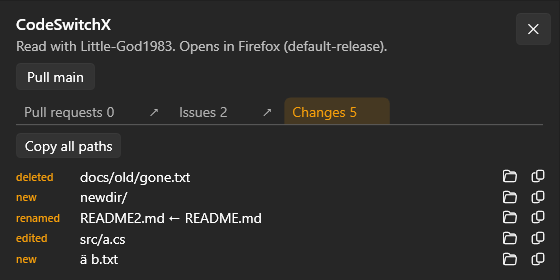 CodeSwitchX
Read with Little-God1983. Opens in Firefox (default-release).
Pull main
Pull requests 0 ↗ Issues 2 ↗ Changes 5
Copy all paths
deleted docs/old/gone.txt
new newdir/
renamed README2.md ← README.md
edited src/a.cs
new ä b.txt